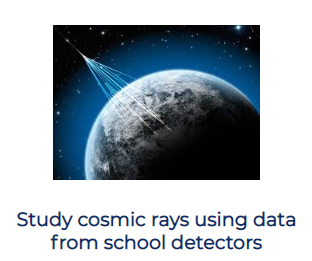 Study cosmic rays using data
from school detectors